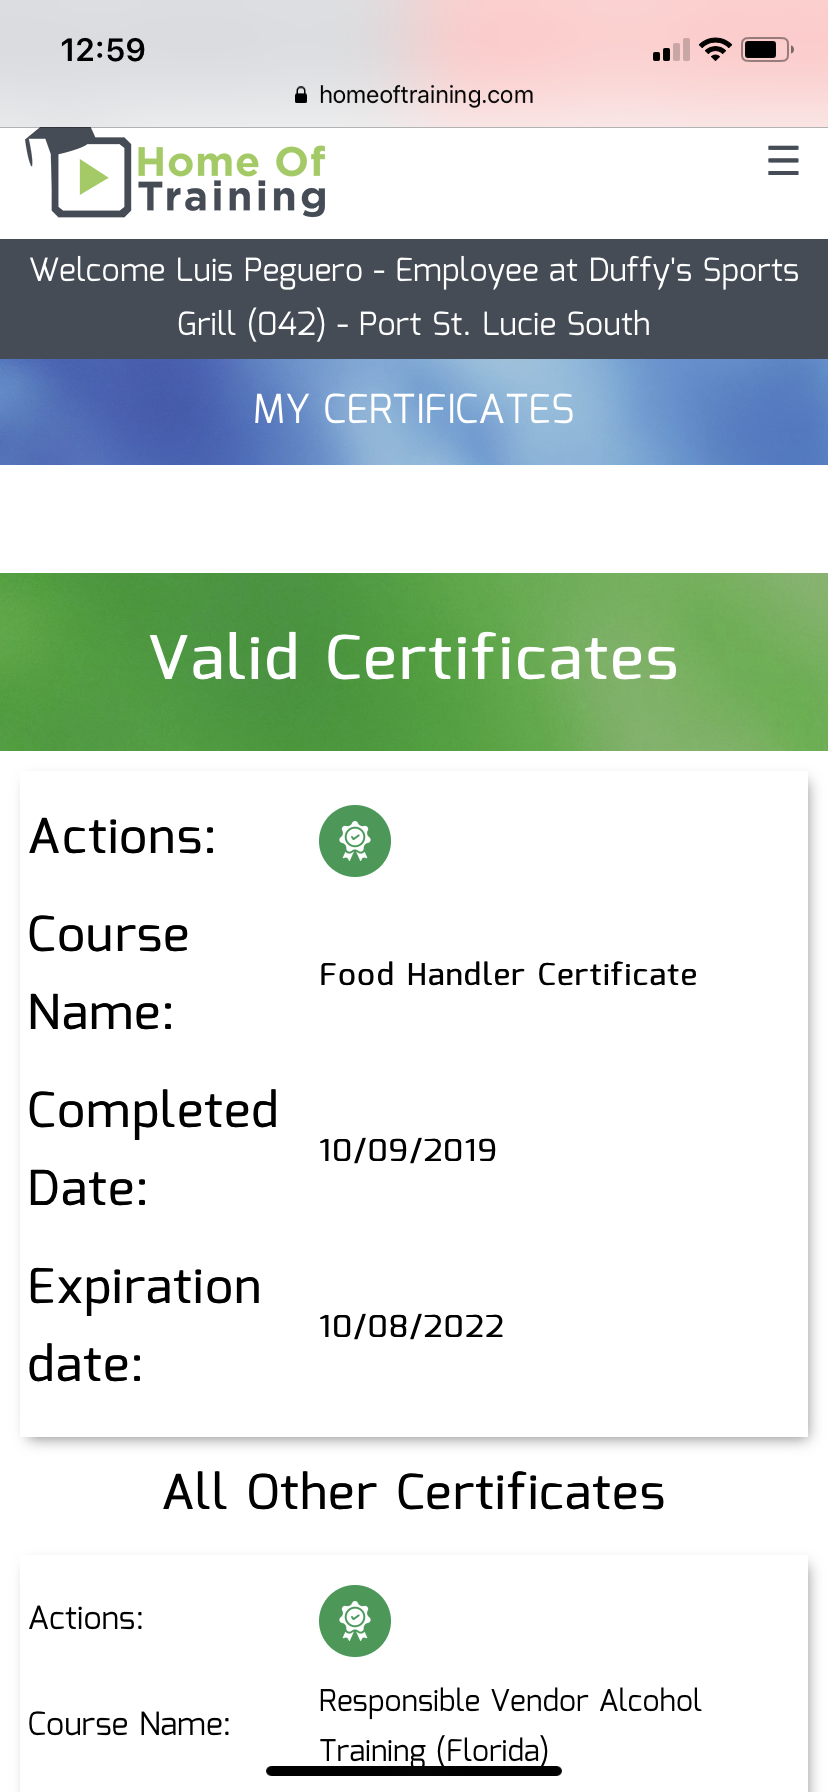 12:59
homeoftraining.com
Home Of
Training
Welcome Luis Peguero - Employee at Duffy's Sports
Grill (042) - Port St. Lucie South
MY CERTIFICATES
Valid Certificates
Actions:
Course
Name:
Food Handler Certificate
Completed
Date:
10/09/2019
Expiration
date:
10/08/2022
All Other Certificates
Actions:
Course Name:
Responsible Vendor Alcohol
Training (Florida)